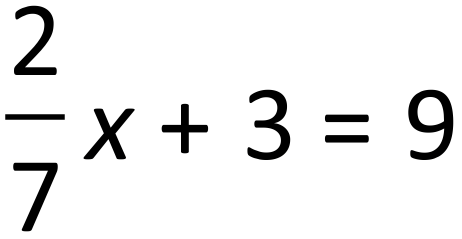 2/7 x + 3 = 9